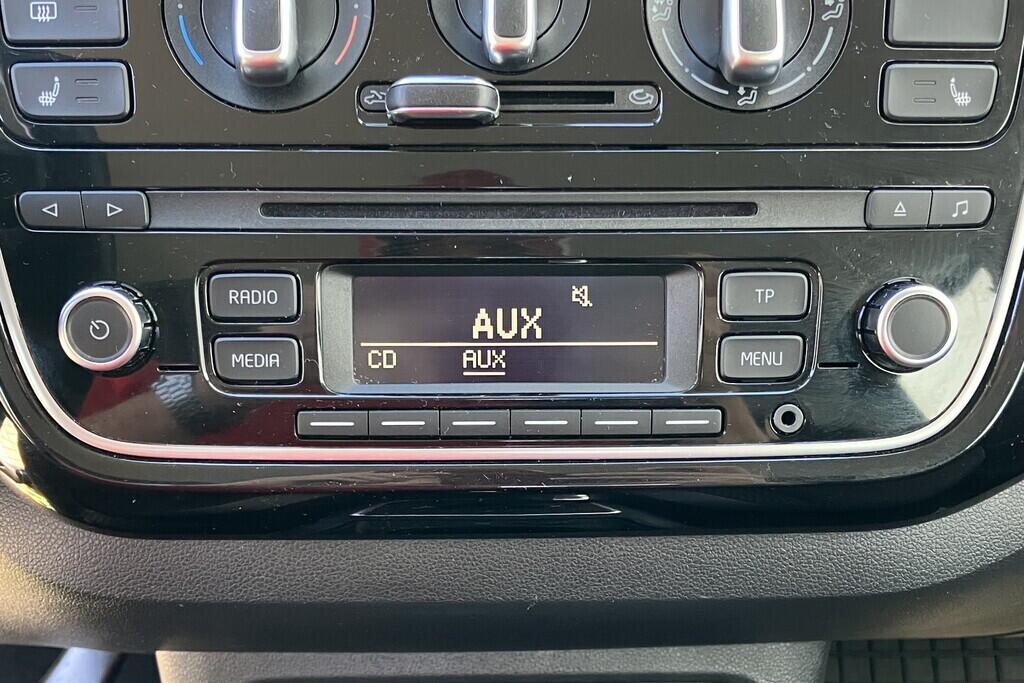 RADIO
MEDIA
AUX
CD AUX
TP
MENU